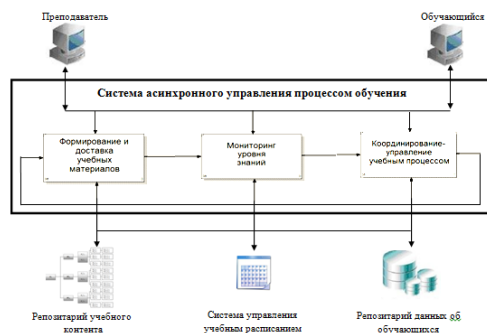 Преподаватель
Обучающийся
Система асинхронного управления процессом обучения
Формирование и
доставка
учебных
материалов
Мониторинг
уровня
знаний
Координирование-
управление
учебным процессом
Репозитарий учебного
контента
Система управления
учебным расписанием
Репозитарий данных об
обучающихся